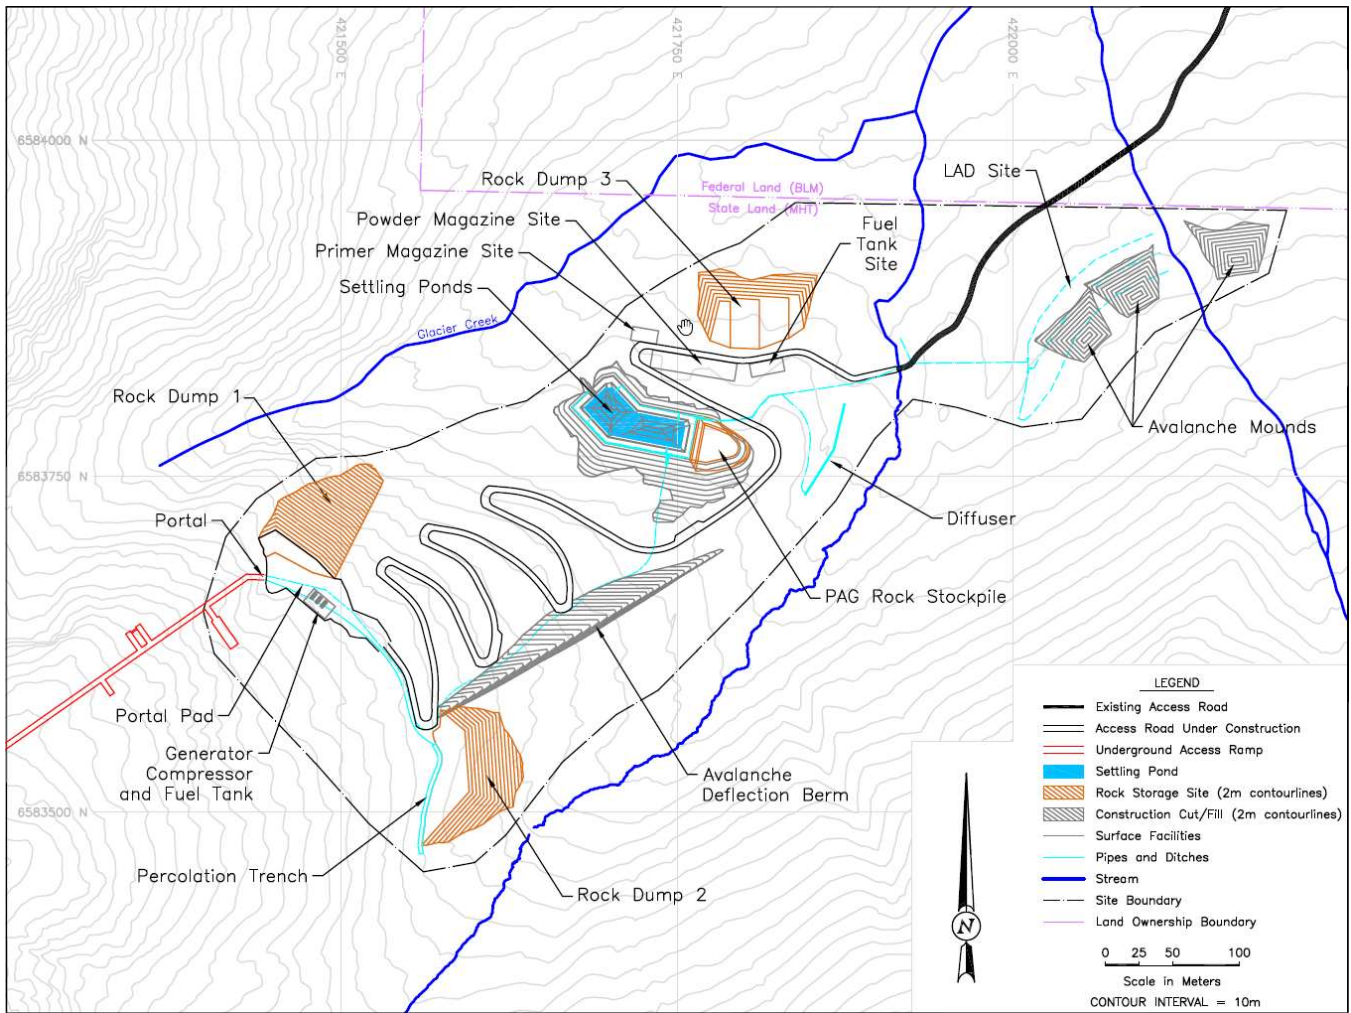 421500 E
421750 E
422000 E
6584000 N
LAD Site
Rock Dump 3
Federal Land (BLM)
State Land (MHT)
Powder Magazine Site
Fuel
Tank
Site
Primer Magazine Site
Settling Ponds
Glacier Creek
Rock Dump 1
Avalanche Mounds
6583750 N
Portal
Diffuser
PAG Rock Stockpile
Portal Pad
Generator
Compressor
and Fuel Tank
Avalanche
Deflection Berm
6583500 N
Percolation Trench
Rock Dump 2
LEGEND
Existing Access Road
Access Road Under Construction
Underground Access Ramp
Settling Pond
Rock Storage Site (2m contourlines)
Construction Cut/Fill (2m contourlines)
Surface Facilities
Pipes and Ditches
Stream
Site Boundary
Land Ownership Boundary
N
0 25 50 100
Scale in Meters
CONTOUR INTERVAL = 10m